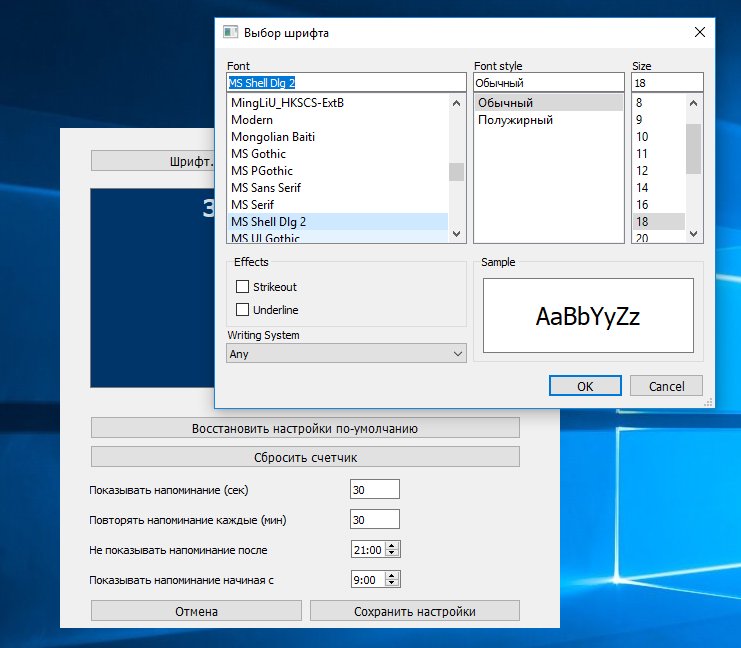 Выбор шрифта
Font
Font style
Size
MS Shell Dlg 2
Обычный
18
MingLiU_HKSCS-ExtB
Modern
Mongolian Baiti
MS Gothic
MS PGothic
MS Sans Serif
MS Serif
MS Shell Dlg 2
MS UI Gothic
Обычный
Полужирный
8
9
10
11
12
14
16
18
20
Effects
Strikeout
Underline
Writing System
Any
Sample
AaBbYyZz
OK
Cancel
Шрифт.
Восстановить настройки по-умолчанию
Сбросить счетчик
Показывать напоминание (сек)
30
Повторять напоминание каждые (мин)
30
Не показывать напоминание после
21:00
Показывать напоминание начиная с
9:00
Отмена
Сохранить настройки